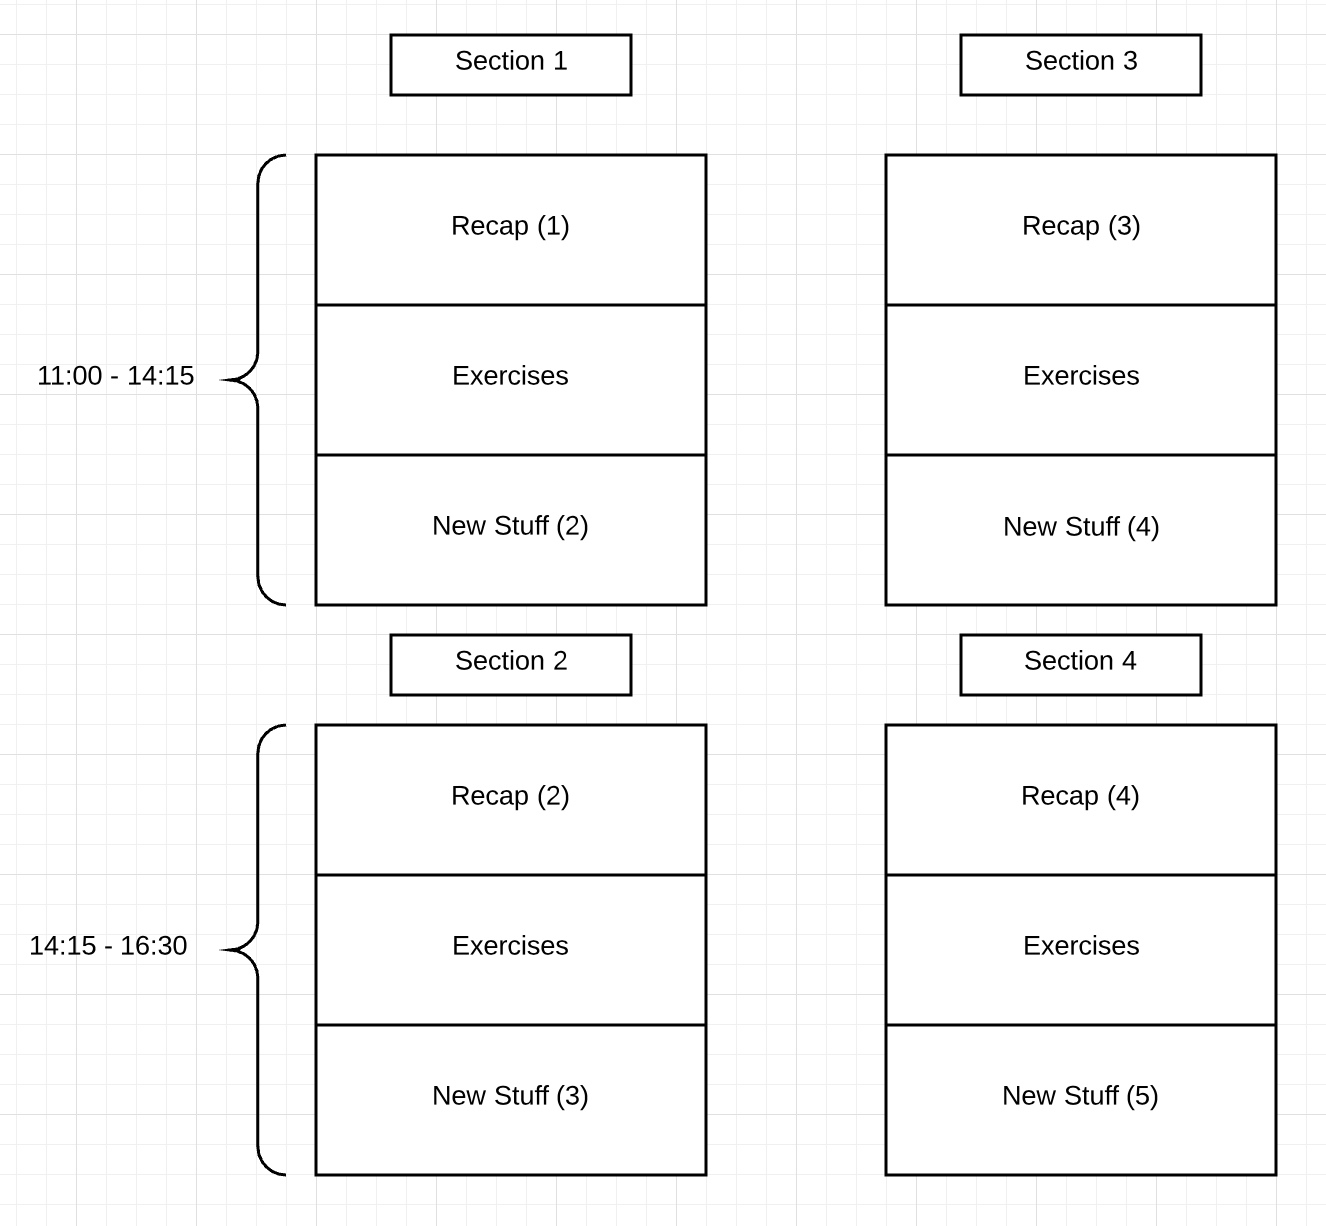 Section 1
Section 3
Recap (1)
Recap (3)
11:00 - 14:15
Exercises
Exercises
New Stuff (2)
New Stuff (4)
Section 2
Section 4
Recap (2)
Recap (4)
14:15 - 16:30
Exercises
Exercises
New Stuff (3)
New Stuff (5)